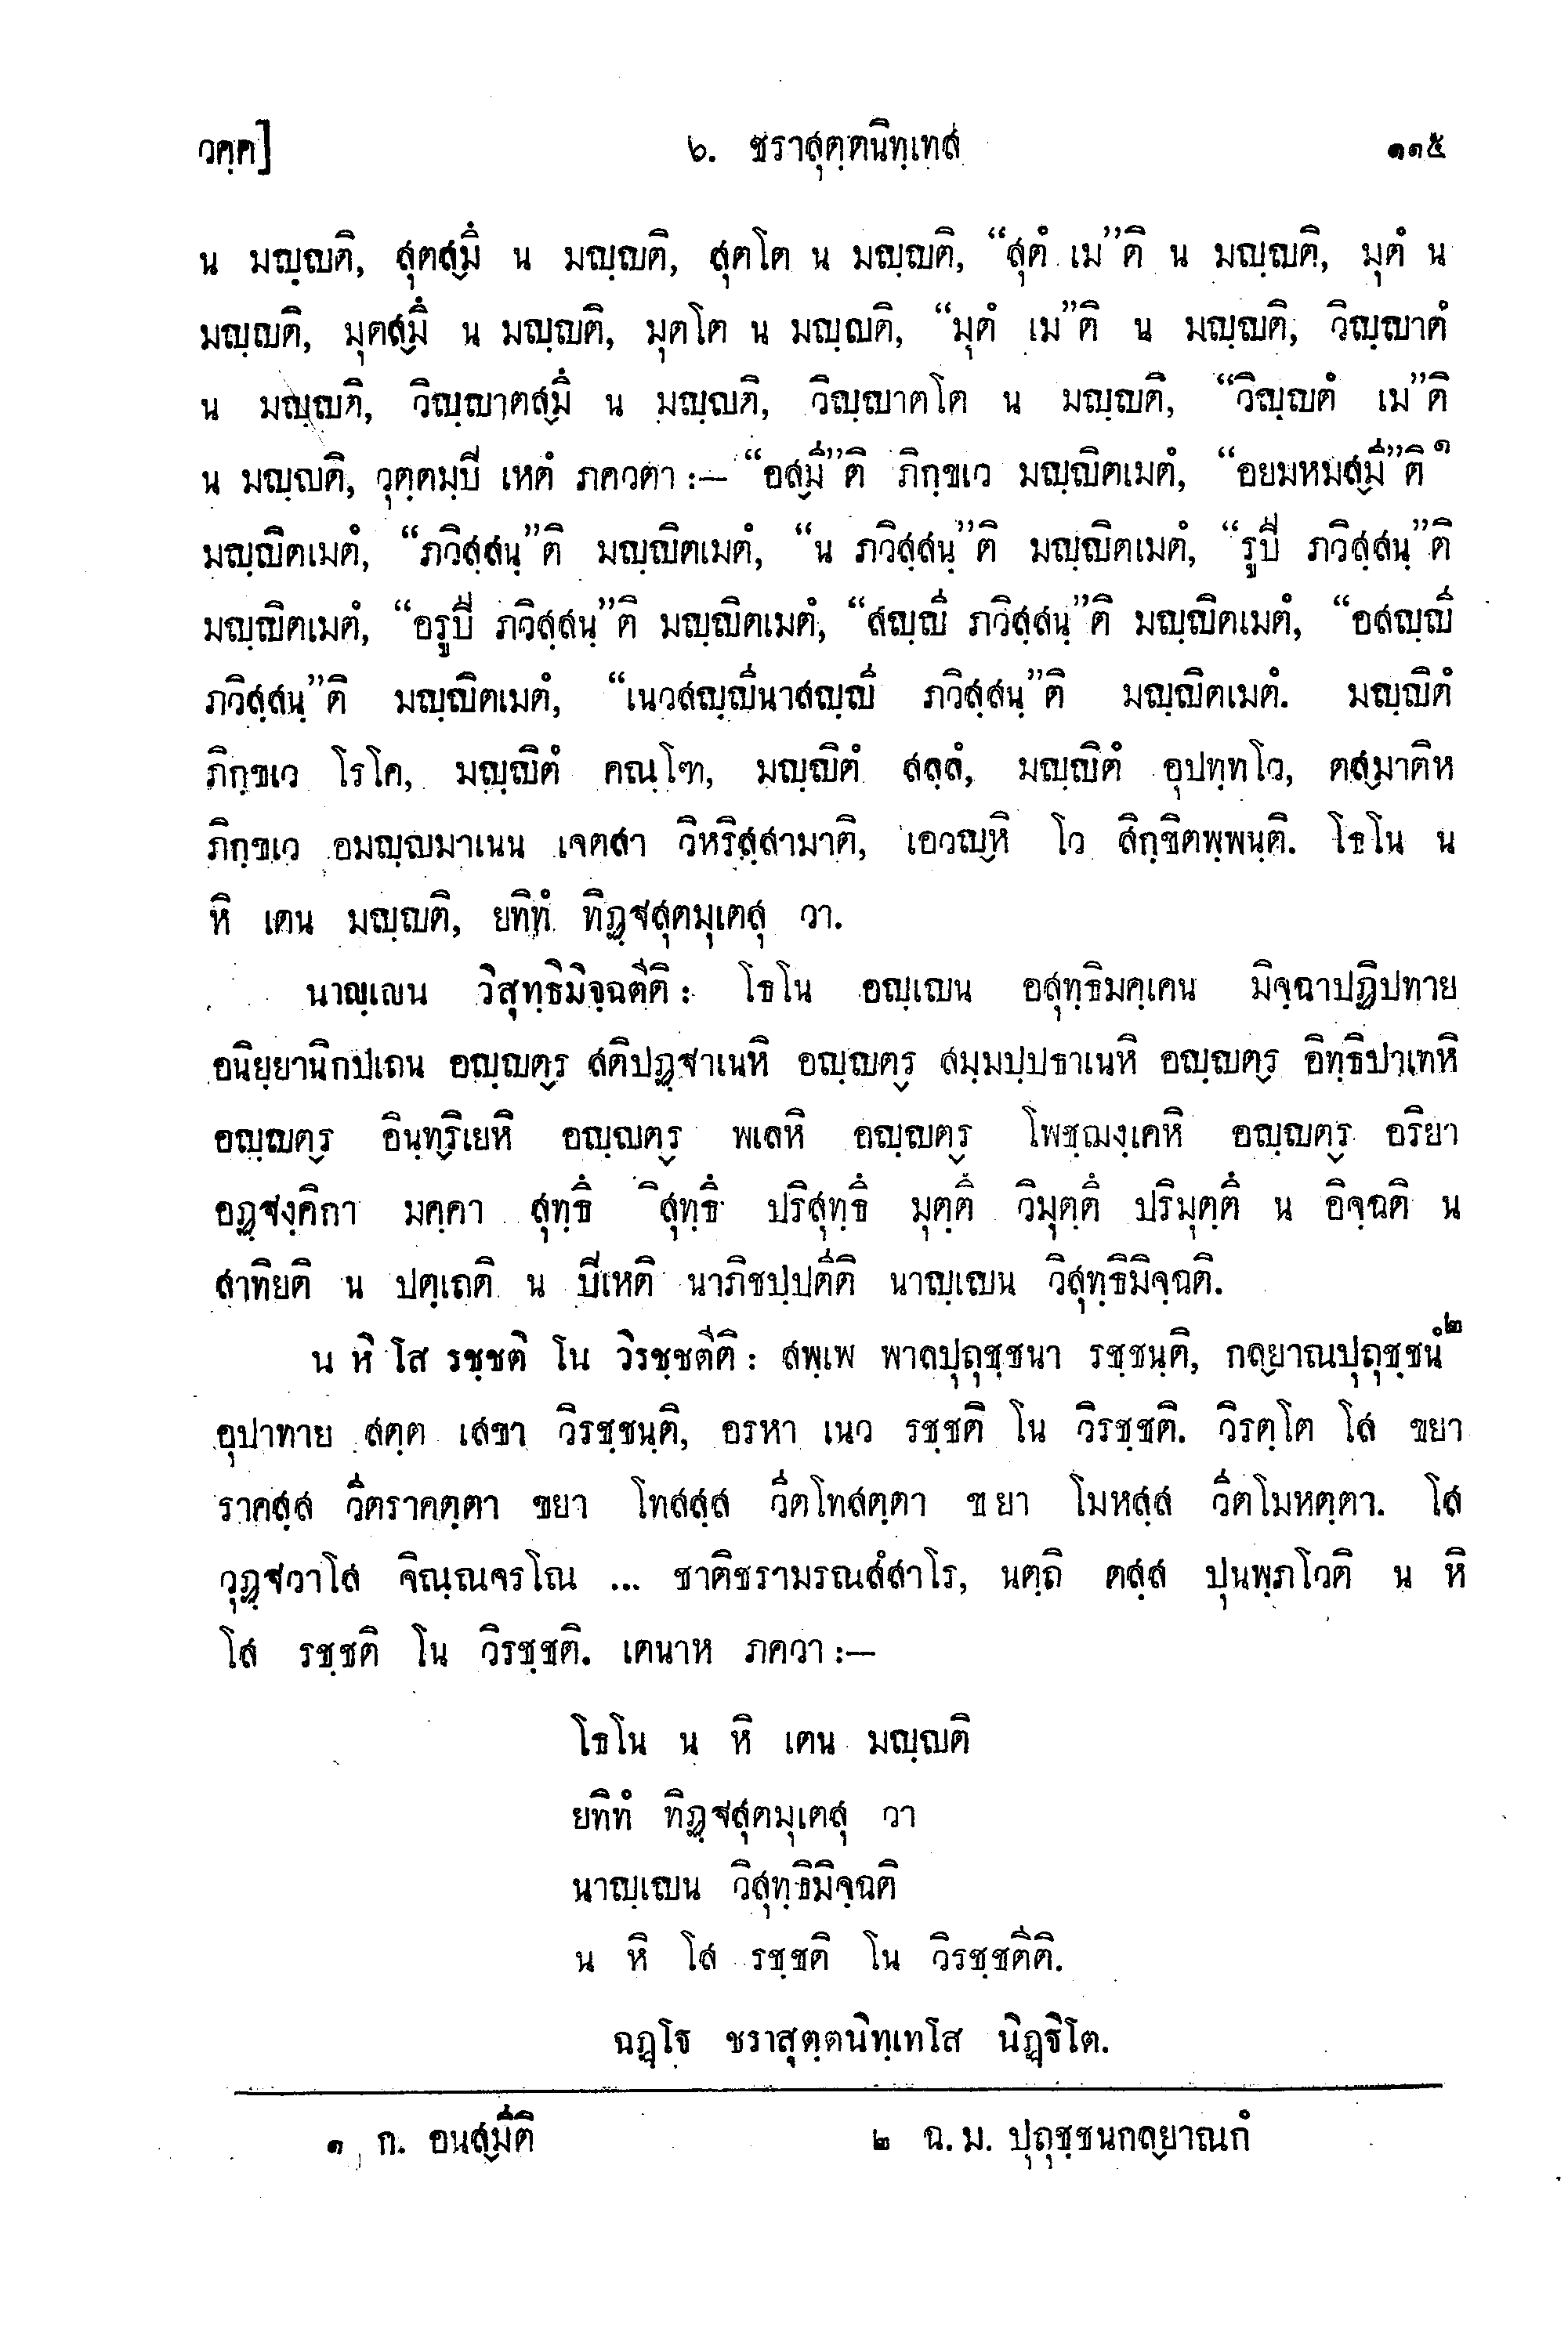 วคฺค]
๖. ชราสุตฺตนิทฺเทส
๑๑๕
น มญฺญติ, สุตสฺมึ น มญฺญติ, สุตโต น มญฺญติ, “สุตํ เม”ติ น มญฺญติ, มุตํ น
มญฺญติ, มุตสฺมึ น มญฺญติ, มุตโต น มญฺญติ, “มุตํ เม”ติ น มญฺญติ, วิญฺญาตํ
น มญฺญติ, วิญฺญาตสฺมึ น มญฺญติ, วิญฺญาตโต น มญฺญติ, “วิญฺญตํ เม”ติ
น มญฺญติ, วุตฺตมฺปี เหตํ ภควตา :— “อสฺมี”ติ ภิกฺขเว มญฺญิตเมตํ, “อยมหมสฺมี”ติ ๑
มญฺญิตเมตํ, “ภวิสฺสนฺ”ติ มญฺญิตเมตํ, “น ภวิสฺสนฺ”ติ มญฺญิตเมตํ, “รูปี ภวิสฺสนฺ”ติ
มญฺญิตเมตํ, “อรูปี ภวิสฺสนฺ”ติ มญฺญิตเมตํ, “สญฺญี ภวิสฺสนฺ”ติ มญฺญิตเมตํ, “อสญฺญี
ภวิสฺสนฺ”ติ มญฺญิตเมตํ, “เนวสญฺญีนาสญฺญี ภวิสฺสนฺ”ติ มญฺญิตเมตํ. มญฺญิตํ
ภิกฺขเว โรโค, มญฺญิตํ คณฺโฑ, มญฺญิตํ สลฺลํ, มญฺญิตํ อุปทฺทโว, ตสฺมาติห
ภิกฺขเว อมญฺญมาเนน เจตสา วิหริสฺสามาติ, เอวญฺหิ โว สิกฺขิตพฺพนฺติ. โธโน น
หิ เตน มญฺญติ, ยทิทํ ทิฏฺฐสุตมุเตสุ วา.
นาญฺเญน วิสุทฺธิมิจฺฉตีติ : โธโน อญฺเญน อสุทฺธิมคฺเคน มิจฺฉาปฏิปทาย
อนิยฺยานิกปเถน อญฺญตฺร สติปฏฺฐาเนหิ อญฺญตฺร สมฺมปฺปธาเนหิ อญฺญตฺร อิทฺธิปาเทหิ
อญฺญตฺร อินฺทฺริเยหิ อญฺญตฺร พเลหิ อญฺญตฺร โพชฺฌงฺเคหิ อญฺญตฺร อริยา
อฏฺฐงฺคิกา มคฺคา สุทฺธึ ิสุทฺธึ ปริสุทฺธึ มุตฺตึ วิมุตฺตึ ปริมุตฺตึ น อิจฺฉติ น
สาทิยติ น ปตฺเถติ น ปิเหติ นาภิชปฺปตีติ นาญฺเญน วิสุทฺธิมิจฺฉติ.
น หิ โส รชฺชติ โน วิรชฺชตีติ : สพฺเพ พาลปุถุชฺชนา รชฺชนฺติ, กลฺยาณปุถุชฺชนํ ๒
อุปาทาย สตฺต เสขา วิรชฺชนฺติ, อรหา เนว รชฺชติ โน วิรชฺชติ. วิรตฺโต โส ขยา
ราคสฺส วีตราคตฺตา ขยา โทสสฺส วีตโทสตฺตา ขยา โมหสฺส วีตโมหตฺตา. โส
วุฏฺฐวาโส จิณฺณจรโณ ... ชาติชรามรณสํสาโร, นตฺถิ ตสฺส ปุนพฺภโวติ น หิ
โส รชฺชติ โน วิรชฺชติ. เตนาห ภควา :—
โธโน น หิ เตน มญฺญติ
ยทิทํ ทิฏฺฐสุตมุเตสุ วา
นาญฺเญน วิสุทฺธิมิจฺฉติ
น หิ โส รชฺชติ โน วิรชฺชตีติ.
ฉฏฺโฐ ชราสุตฺตนิทฺเทโส นิฏฺฐิโต.
๑ ก. อนสฺมีติ
๒ ฉ. ม. ปุถุชฺชนกลฺยาณกํ